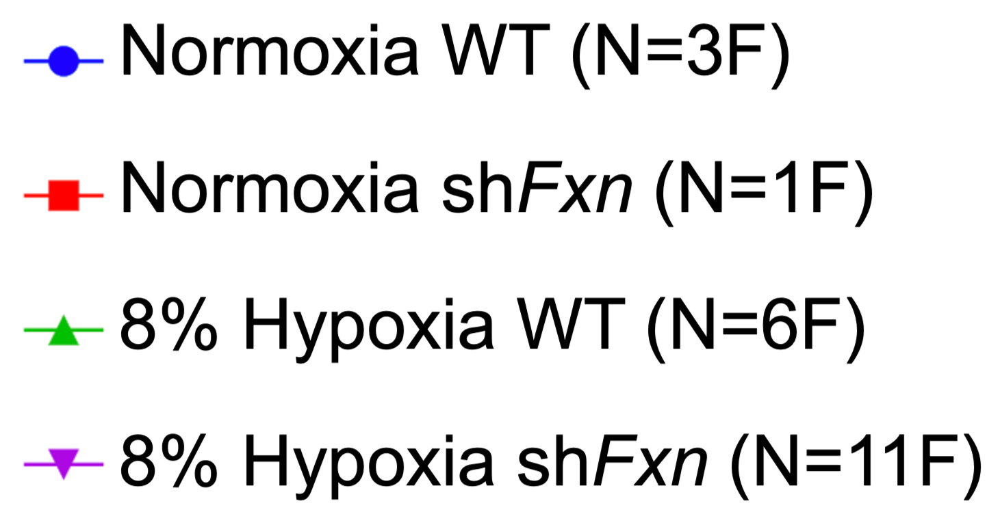 Normoxia WT (N=3F)
Normoxia shFxn (N=1F)
8% Hypoxia WT (N=6F)
8% Hypoxia shFxn (N=11F)